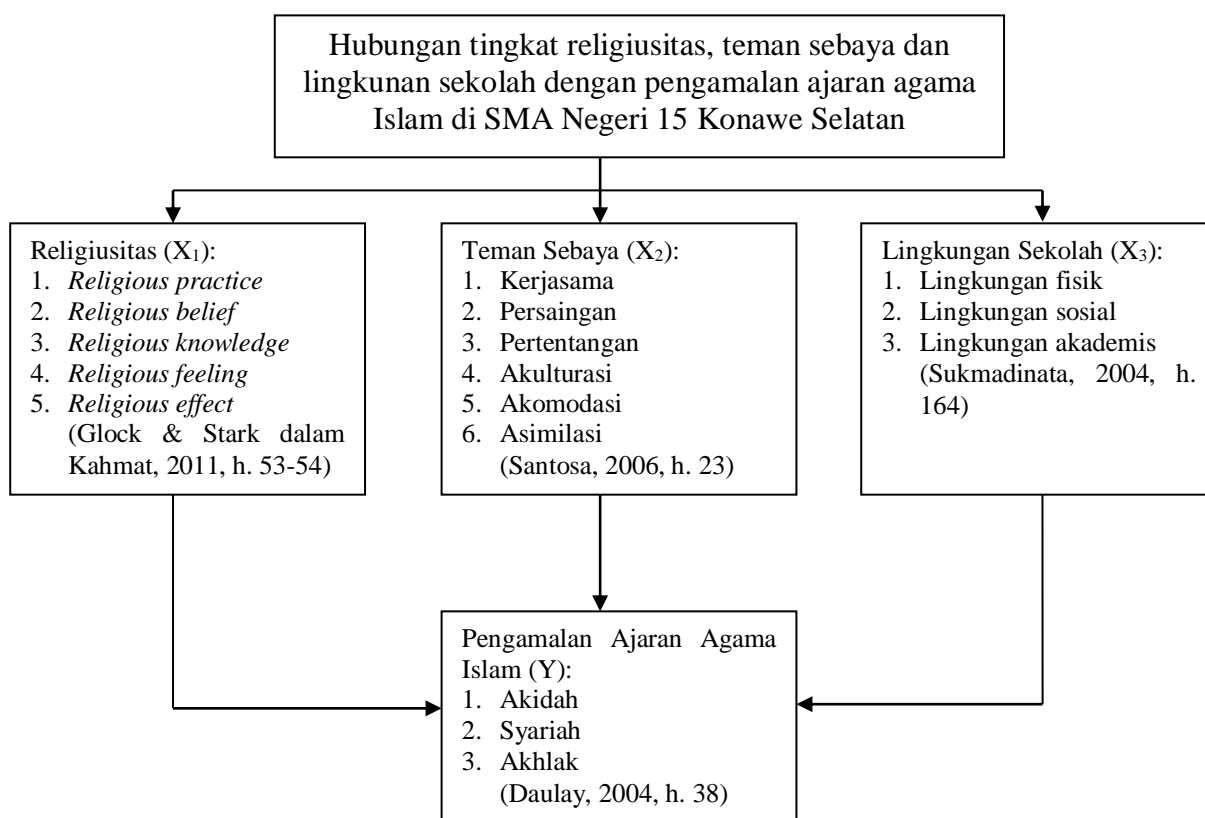 Hubungan tingkat religiusitas, teman sebaya dan
lingkunan sekolah dengan pengamalan ajaran agama
Islam di SMA Negeri 15 Konawe Selatan
Religiusitas (X₁):
1. Religious practice
2. Religious belief
3. Religious knowledge
4. Religious feeling
5. Religious effect
(Glock & Stark dalam
Kahmat, 2011, h. 53-54)
Teman Sebaya (X₂):
1. Kerjasama
2. Persaingan
3. Pertentangan
4. Akulturasi
5. Akomodasi
6. Asimilasi
(Santosa, 2006, h. 23)
Lingkungan Sekolah (X₃):
1. Lingkungan fisik
2. Lingkungan sosial
3. Lingkungan akademis
(Sukmadinata, 2004, h.
164)
Pengamalan Ajaran Agama
Islam (Y):
1. Akidah
2. Syariah
3. Akhlak
(Daulay, 2004, h. 38)